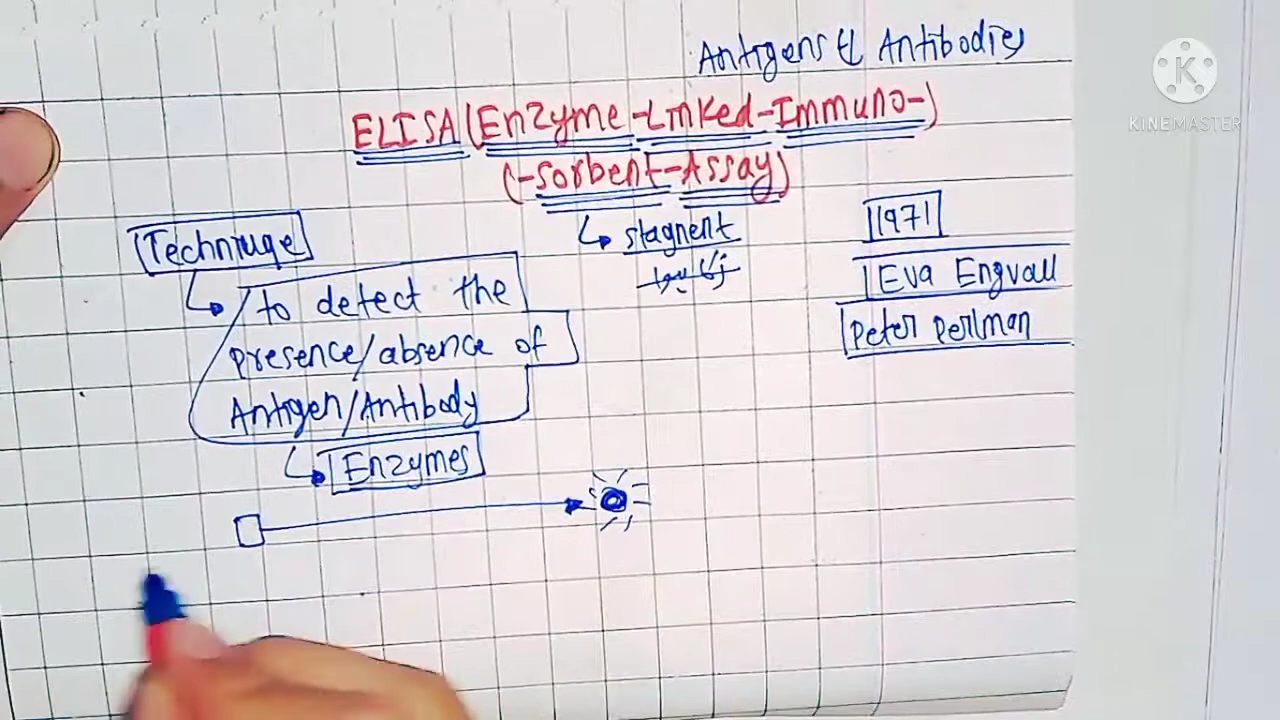 Antigens & Antibodies
ELISA (Enzyme-Linked-Immuno-)
(-Sorbent-Assay)
Techniuqe
stagnent
1971
Eva Engvall
Peter Perlman
to detect the
presence/absence of
Antigen/Antibody
Enzymes
K
KINEMASTER